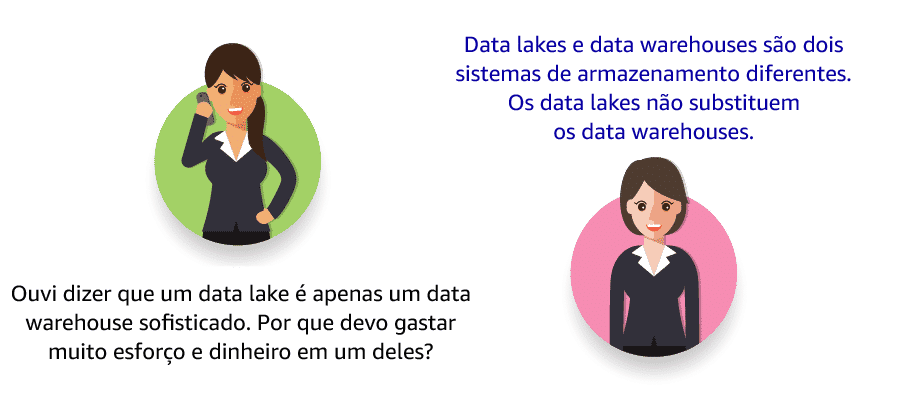 Data lakes e data warehouses são dois
sistemas de armazenamento diferentes.
Os data lakes não substituem
os data warehouses.
Ouvi dizer que um data lake é apenas um data
warehouse sofisticado. Por que devo gastar
muito esforço e dinheiro em um deles?